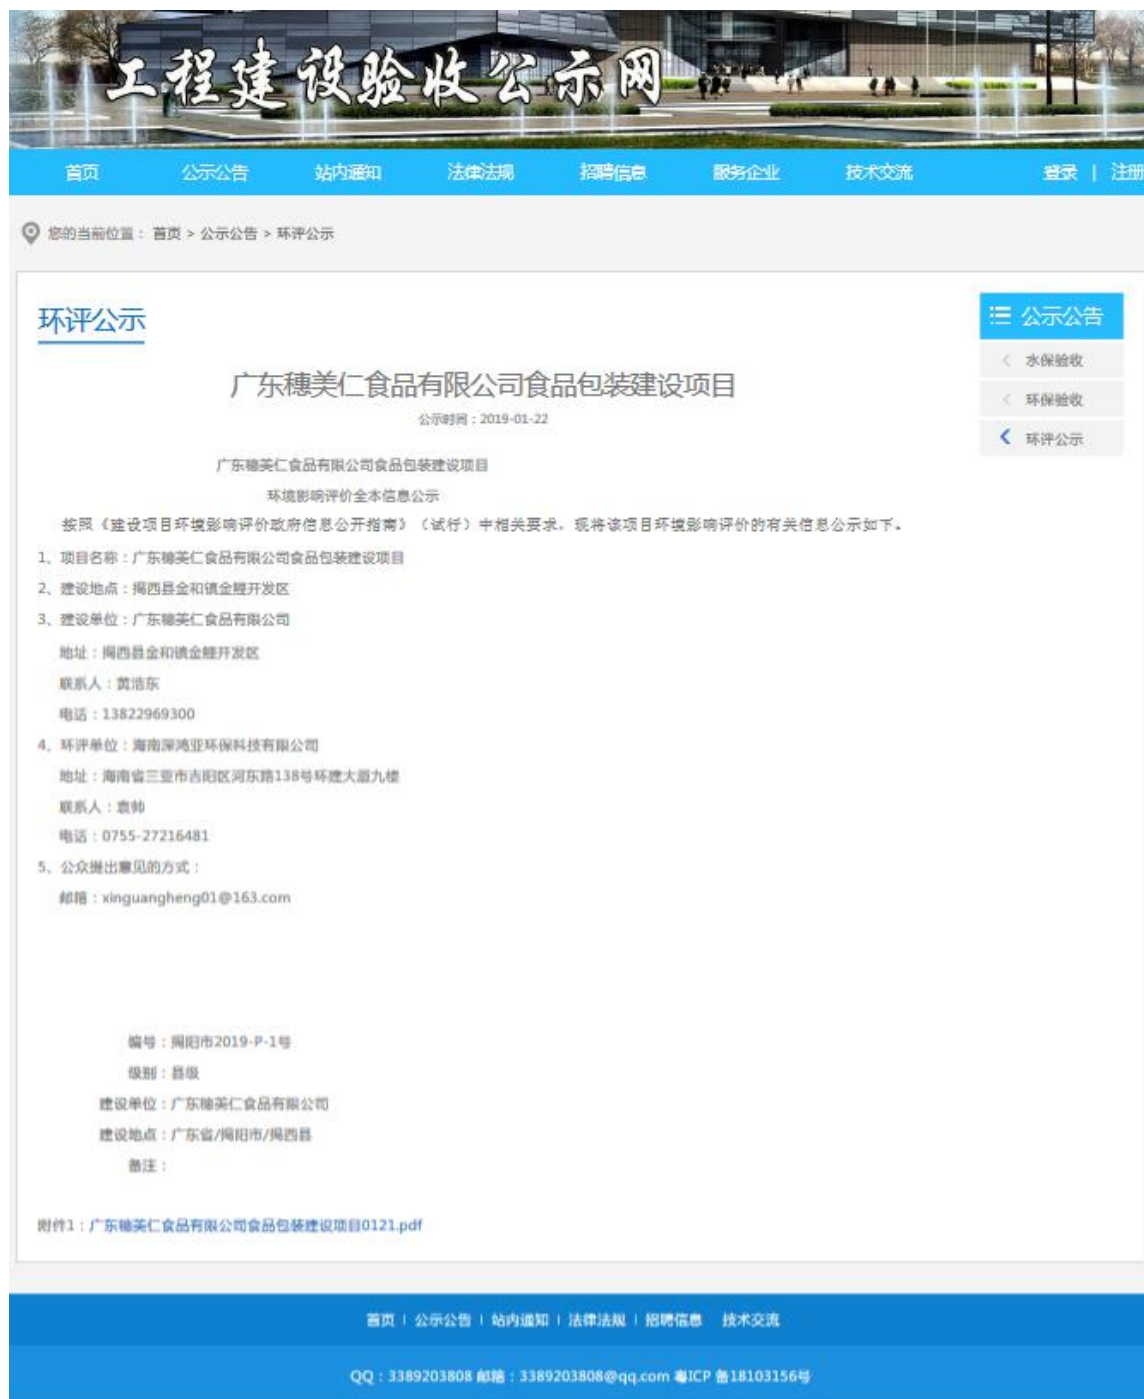 工程建设验收公示网
首页 公示公告 站内通知 法律法规 招聘信息 服务企业 技术交流 登录 | 注册
您的当前位置： 首页 > 公示公告 > 环评公示
环评公示
公示公告
水保验收
环保验收
环评公示
广东穗美仁食品有限公司食品包装建设项目
公示时间：2019-01-22
广东穗美仁食品有限公司食品包装建设项目
环境影响评价全本信息公示
按照《建设项目环境影响评价政府信息公开指南》（试行）中相关要求。现将该项目环境影响评价的有关信息公示如下。
1、项目名称：广东穗美仁食品有限公司食品包装建设项目
2、建设地点：揭西县金和镇金鲤开发区
3、建设单位：广东穗美仁食品有限公司
地址：揭西县金和镇金鲤开发区
联系人：黄浩东
电话：13822969300
4、环评单位：海南深鸿亚环保科技有限公司
地址：海南省三亚市吉阳区河东路138号环建大厦九楼
联系人：袁帅
电话：0755-27216481
5、公众提出意见的方式：
邮箱：xinguangheng01@163.com
编号：揭阳市2019-P-1号
级别：县级
建设单位：广东穗美仁食品有限公司
建设地点：广东省/揭阳市/揭西县
备注：
附件1：广东穗美仁食品有限公司食品包装建设项目0121.pdf
首页 | 公示公告 | 站内通知 | 法律法规 | 招聘信息 技术交流
QQ：3389203808 邮箱：3389203808@qq.com 粤ICP 备18103156号